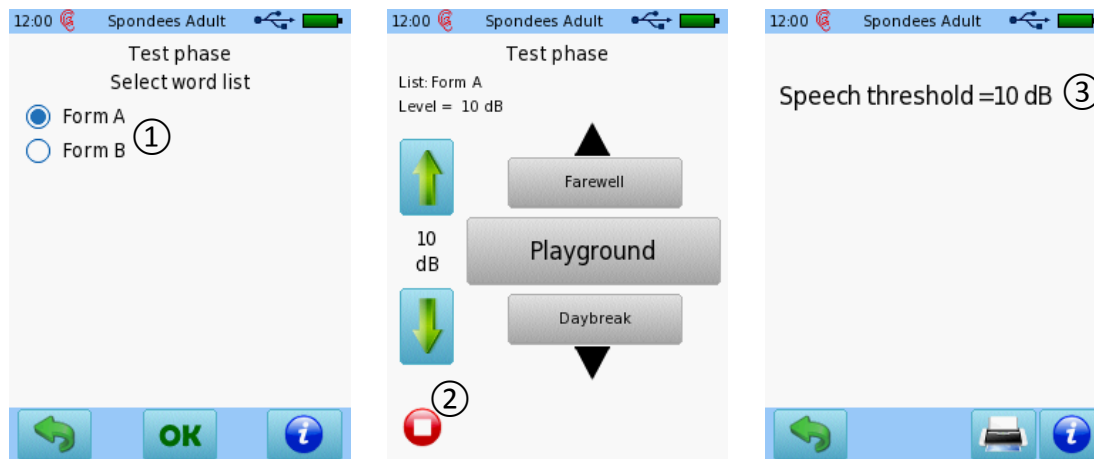 12:00 Spondees Adult
Test phase
Select word list
Form A
Form B
①
OK
i
12:00 Spondees Adult
Test phase
List: Form A
Level = 10 dB
Farewell
10
dB
Playground
Daybreak
②
12:00 Spondees Adult
Speech threshold =10 dB ③
i